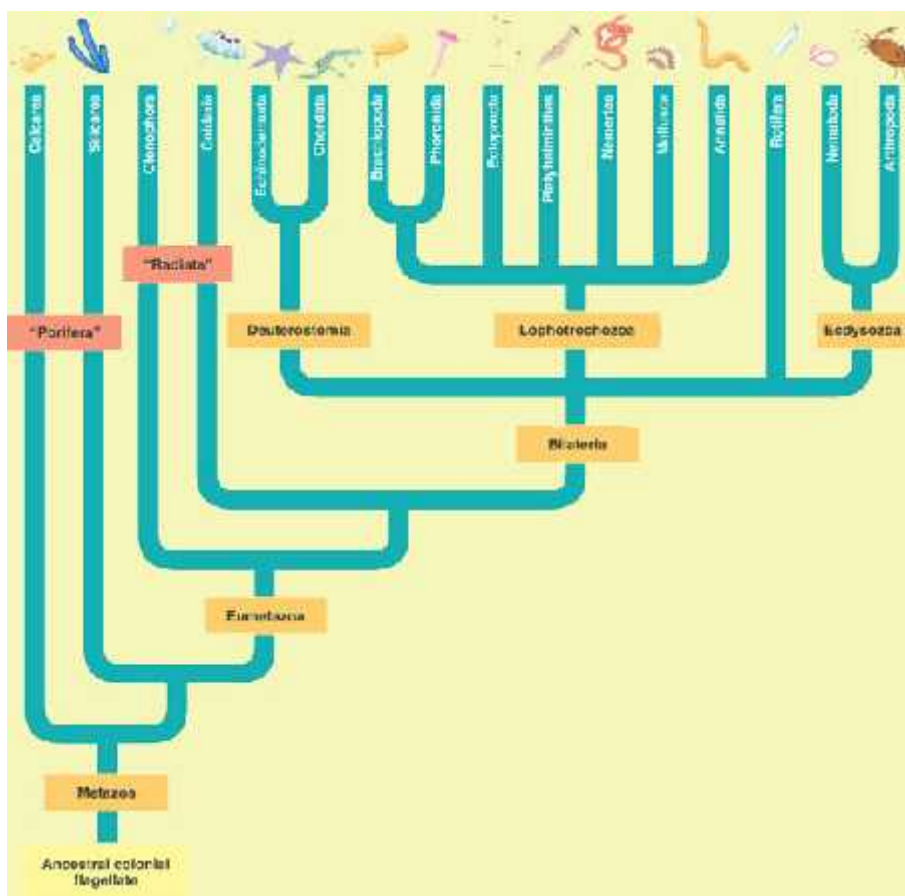 Calcarea
Silicarea
Ctenophora
Cnidaria
Echinodermata
Chordata
Brachiopoda
Phoronida
Ectoprocta
Platyhelminthes
Nemertea
Mollusca
Annelida
Rotifera
Nematoda
Arthropoda
"Radiata"
"Porifera"
Deuterostomia
Lophotrochozoa
Ecdysozoa
Bilateria
Eumetazoa
Metazoa
Ancestral colonial
flagellate